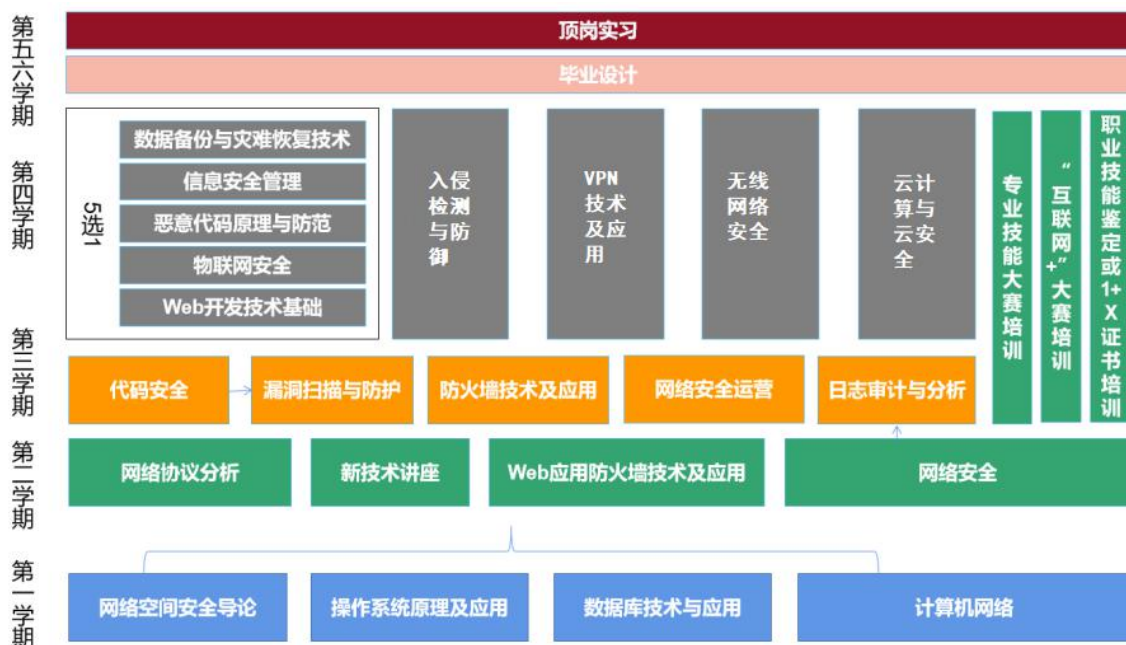 第五六学期
顶岗实习
毕业设计
第四学期
5选1
数据备份与灾难恢复技术
信息安全管理
恶意代码原理与防范
物联网安全
Web开发技术基础
入侵
检测
与防
御
VPN
技术
及应
用
无线
网络
安全
云计
算与
云安
全
专业技能大赛培训
“互联网+”大赛培训
职业技能鉴定或1+X证书培训
第三学期
代码安全
漏洞扫描与防护
防火墙技术及应用
网络安全运营
日志审计与分析
第二学期
网络协议分析
新技术讲座
Web应用防火墙技术及应用
网络安全
第一学期
网络空间安全导论
操作系统原理及应用
数据库技术与应用
计算机网络